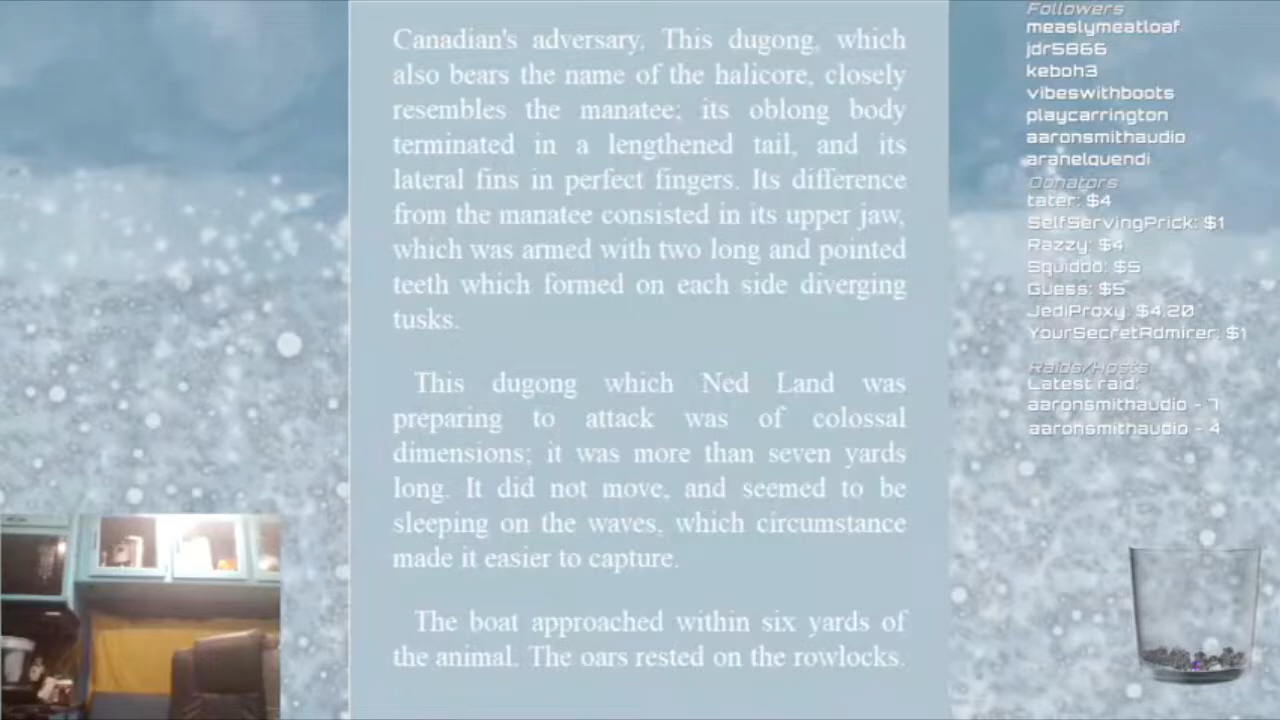 Canadian's adversary. This dugong, which
also bears the name of the halicore, closely
resembles the manatee; its oblong body
terminated in a lengthened tail, and its
lateral fins in perfect fingers. Its difference
from the manatee consisted in its upper jaw,
which was armed with two long and pointed
teeth which formed on each side diverging
tusks.
This dugong which Ned Land was
preparing to attack was of colossal
dimensions; it was more than seven yards
long. It did not move, and seemed to be
sleeping on the waves, which circumstance
made it easier to capture.
The boat approached within six yards of
the animal. The oars rested on the rowlocks.
Followers
measlymeatloaf
jdr5866
keboh3
vibeswithboots
playcarrington
aaronsmithaudio
aranelquendi
Donators
tater: $4
SelfServingPrick: $1
Razzy: $4
Squidoo: $5
Guess: $5
JediProxy: $4.20
YourSecretAdmirer: $1
Raids/Hosts
Latest raid:
aaronsmithaudio - 7
aaronsmithaudio - 4